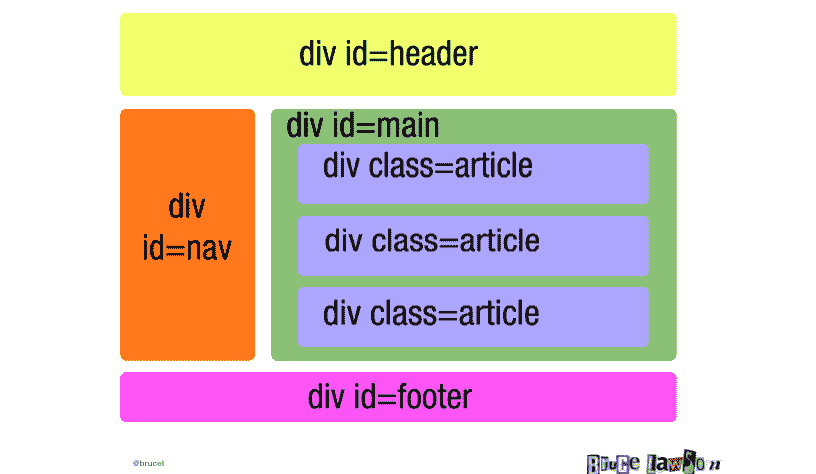 div id=header
div
id=nav
div id=main
div class=article
div class=article
div class=article
div id=footer
@brucel
Bruce Lawson